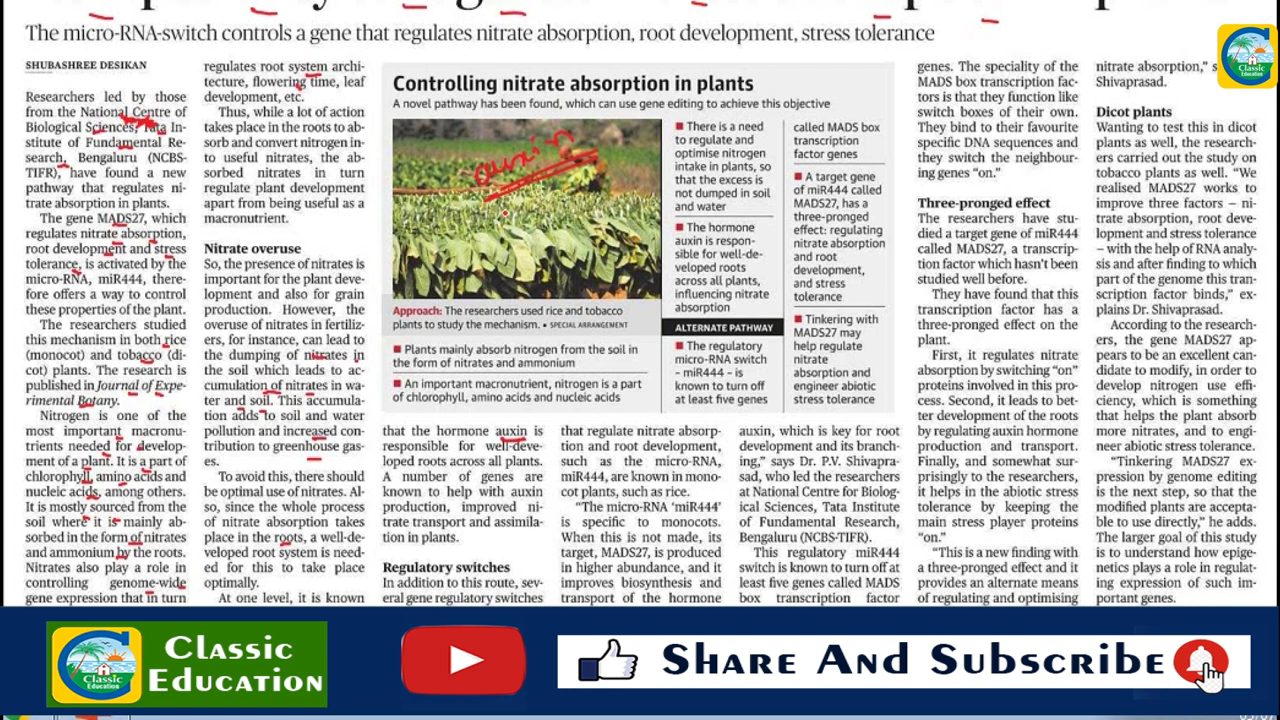 The micro-RNA-switch controls a gene that regulates nitrate absorption, root development, stress tolerance
SHUBASHREE DESIKAN
Researchers led by those
from the National Centre of
Biological Sciences, Tata In-
stitute of Fundamental Re-
search, Bengaluru (NCBS-
TIFR), have found a new
pathway that regulates ni-
trate absorption in plants.
The gene MADS27, which
regulates nitrate absorption,
root development and stress
tolerance, is activated by the
micro-RNA, miR444, there-
fore offers a way to control
these properties of the plant.
The researchers studied
this mechanism in both rice
(monocot) and tobacco (di-
cot) plants. The research is
published in Journal of Expe-
rimental Botany.
Nitrogen is one of the
most important macronu-
trients needed for develop-
ment of a plant. It is a part of
chlorophyll, amino acids and
nucleic acids, among others.
It is mostly sourced from the
soil where it is mainly ab-
sorbed in the form of nitrates
and ammonium by the roots.
Nitrates also play a role in
controlling genome-wide
gene expression that in turn
regulates root system archi-
tecture, flowering time, leaf
development, etc.
Thus, while a lot of action
takes place in the roots to ab-
sorb and convert nitrogen in-
to useful nitrates, the ab-
sorbed nitrates in turn
regulate plant development
apart from being useful as a
macronutrient.
Nitrate overuse
So, the presence of nitrates is
important for the plant deve-
lopment and also for grain
production. However, the
overuse of nitrates in fertiliz-
ers, for instance, can lead to
the dumping of nitrates in
the soil which leads to ac-
cumulation of nitrates in wa-
ter and soil. This accumula-
tion adds to soil and water
pollution and increased con-
tribution to greenhouse gas-
es.
To avoid this, there should
be optimal use of nitrates. Al-
so, since the whole process
of nitrate absorption takes
place in the roots, a well-de-
veloped root system is need-
ed for this to take place
optimally.
At one level, it is known
Controlling nitrate absorption in plants
A novel pathway has been found, which can use gene editing to achieve this objective
auxin
Approach: The researchers used rice and tobacco
plants to study the mechanism. • SPECIAL ARRANGEMENT
Plants mainly absorb nitrogen from the soil in
the form of nitrates and ammonium
An important macronutrient, nitrogen is a part
of chlorophyll, amino acids and nucleic acids
There is a need
to regulate and
optimise nitrogen
intake in plants, so
that the excess is
not dumped in soil
and water
The hormone
auxin is respon-
sible for well-de-
veloped roots
across all plants,
influencing nitrate
absorption
ALTERNATE PATHWAY
The regulatory
micro-RNA switch
– miR444 – is
known to turn off
at least five genes
called MADS box
transcription
factor genes
A target gene
of miR444 called
MADS27, has a
three-pronged
effect: regulating
nitrate absorption
and root
development,
and stress
tolerance
Tinkering with
MADS27 may
help regulate
nitrate
absorption and
engineer abiotic
stress tolerance
that the hormone auxin is
responsible for well-deve-
loped roots across all plants.
A number of genes are
known to help with auxin
production, improved ni-
trate transport and assimila-
tion in plants.
Regulatory switches
In addition to this route, sev-
eral gene regulatory switches
that regulate nitrate absorp-
tion and root development,
such as the micro-RNA,
miR444, are known in mono-
cot plants, such as rice.
“The micro-RNA ‘miR444’
is specific to monocots.
When this is not made, its
target, MADS27, is produced
in higher abundance, and it
improves biosynthesis and
transport of the hormone
auxin, which is key for root
development and its branch-
ing,” says Dr. P.V. Shivapra-
sad, who led the researchers
at National Centre for Biolog-
ical Sciences, Tata Institute
of Fundamental Research,
Bengaluru (NCBS-TIFR).
This regulatory miR444
switch is known to turn off at
least five genes called MADS
box transcription factor
genes. The speciality of the
MADS box transcription fac-
tors is that they function like
switch boxes of their own.
They bind to their favourite
specific DNA sequences and
they switch the neighbour-
ing genes “on.”
Three-pronged effect
The researchers have stu-
died a target gene of miR444
called MADS27, a transcrip-
tion factor which hasn’t been
studied well before.
They have found that this
transcription factor has a
three-pronged effect on the
plant.
First, it regulates nitrate
absorption by switching “on”
proteins involved in this pro-
cess. Second, it leads to bet-
ter development of the roots
by regulating auxin hormone
production and transport.
Finally, and somewhat sur-
prisingly to the researchers,
it helps in the abiotic stress
tolerance by keeping the
main stress player proteins
“on.”
“This is a new finding with
a three-pronged effect and it
provides an alternate means
of regulating and optimising
nitrate absorption,” s
Shivaprasad.
Dicot plants
Wanting to test this in dicot
plants as well, the research-
ers carried out the study on
tobacco plants as well. “We
realised MADS27 works to
improve three factors – ni-
trate absorption, root deve-
lopment and stress tolerance
– with the help of RNA analy-
sis and after finding to which
part of the genome this tran-
scription factor binds,” ex-
plains Dr. Shivaprasad.
According to the research-
ers, the gene MADS27 ap-
pears to be an excellent can-
didate to modify, in order to
develop nitrogen use effi-
ciency, which is something
that helps the plant absorb
more nitrates, and to engi-
neer abiotic stress tolerance.
“Tinkering MADS27 ex-
pression by genome editing
is the next step, so that the
modified plants are accepta-
ble to use directly,” he adds.
The larger goal of this study
is to understand how epige-
netics plays a role in regulat-
ing expression of such im-
portant genes.
Classic
Education
Classic
Education
Classic
Education
Share And Subscribe